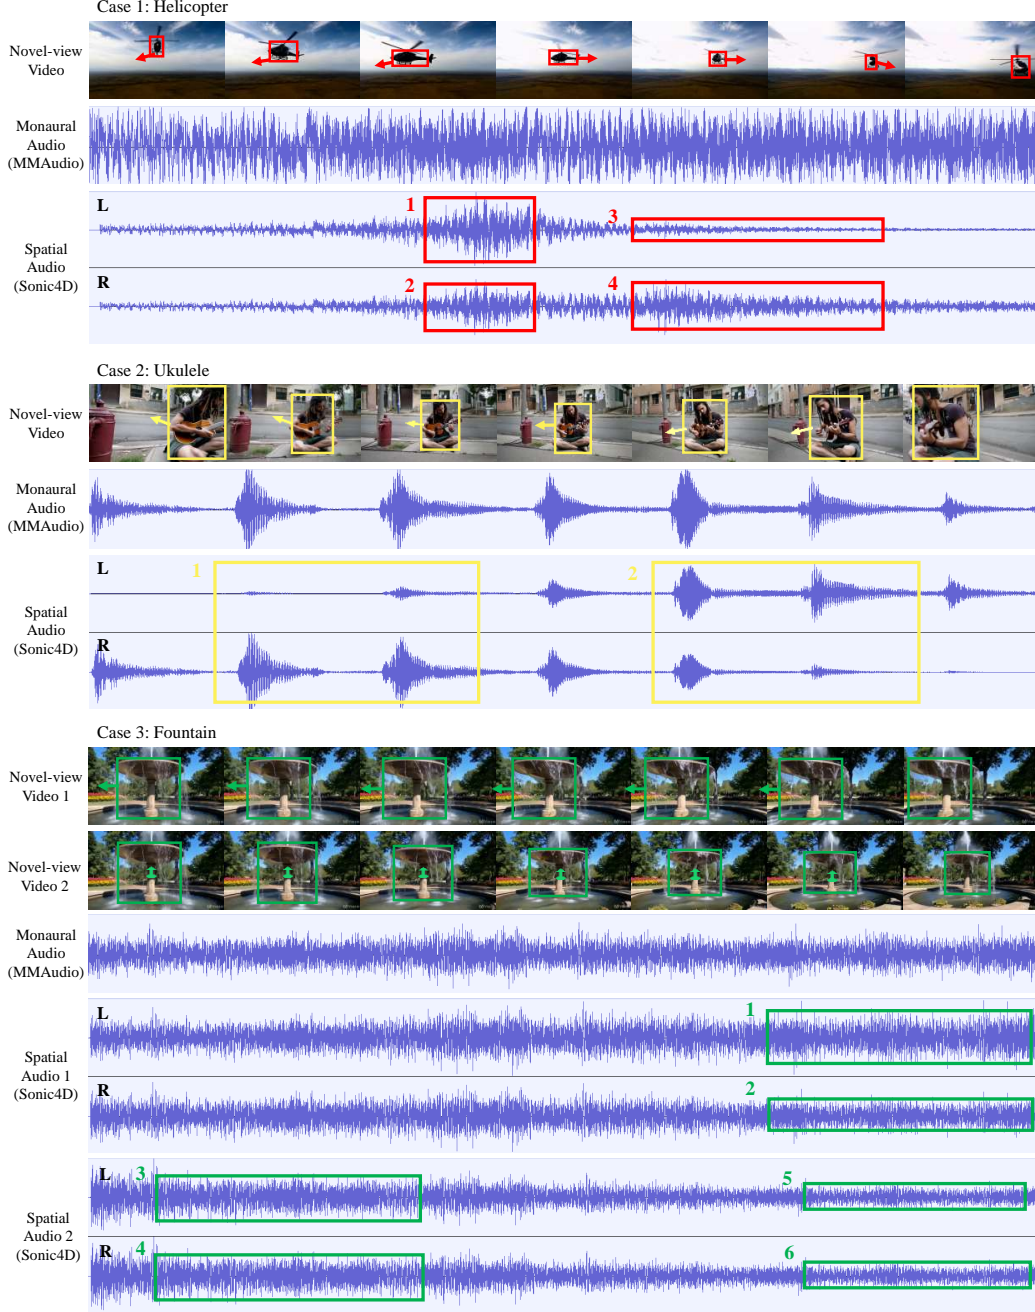 Case 1: Helicopter
Novel-view
Video
Monaural
Audio
(MMAudio)
L
1
3
Spatial
Audio
(Sonic4D)
R
2
4
Case 2: Ukulele
Novel-view
Video
Monaural
Audio
(MMAudio)
L
1
2
Spatial
Audio
(Sonic4D)
R
Case 3: Fountain
Novel-view
Video 1
Novel-view
Video 2
Monaural
Audio
(MMAudio)
L
1
Spatial
Audio 1
(Sonic4D)
R
2
L
3
5
Spatial
Audio 2
(Sonic4D)
R
4
6